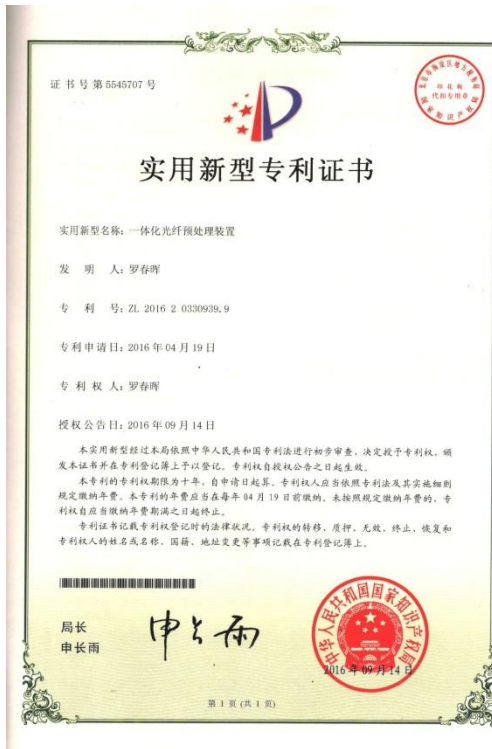 证书号第5545707号
印花税
代扣专用章
实用新型专利证书
实用新型名称：一体化光纤预处理装置
发明人：罗春晖
专利号：ZL 2016 2 0330939.9
专利申请日：2016年04月19日
专利权人：罗春晖
授权公告日：2016年09月14日
本实用新型经过本局依照中华人民共和国专利法进行初步审查，决定授予专利权，颁
发本证书并在专利登记簿上予以登记。专利权自授权公告之日起生效。
本专利的专利权期限为十年，自申请日起算。专利权人应当依照专利法及其实施细则
规定缴纳年费。本专利的年费应当在每年04月19日前缴纳。未按照规定缴纳年费的，专
利权自应当缴纳年费期满之日起终止。
专利证书记载专利权登记时的法律状况。专利权的转移、质押、无效、终止、恢复和
专利权人的姓名或名称、国籍、地址变更等事项记载在专利登记簿上。
局长
申长雨
申长雨
中华人民共和国国家知识产权局
2016年09月14日
第1页（共1页）